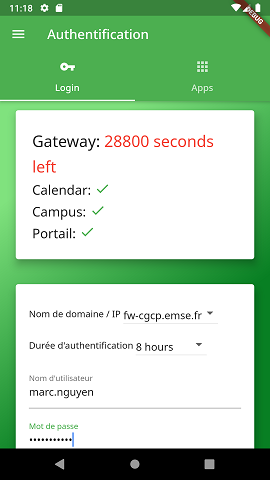 11:18
DEBUG
Authentification
Login
Apps
Gateway: 28800 seconds
left
Calendar:
Campus:
Portail:
Nom de domaine / IP fw-cgcp.emse.fr
Durée d'authentification 8 hours
Nom d'utilisateur
marc.nguyen
Mot de passe
•••••••••••